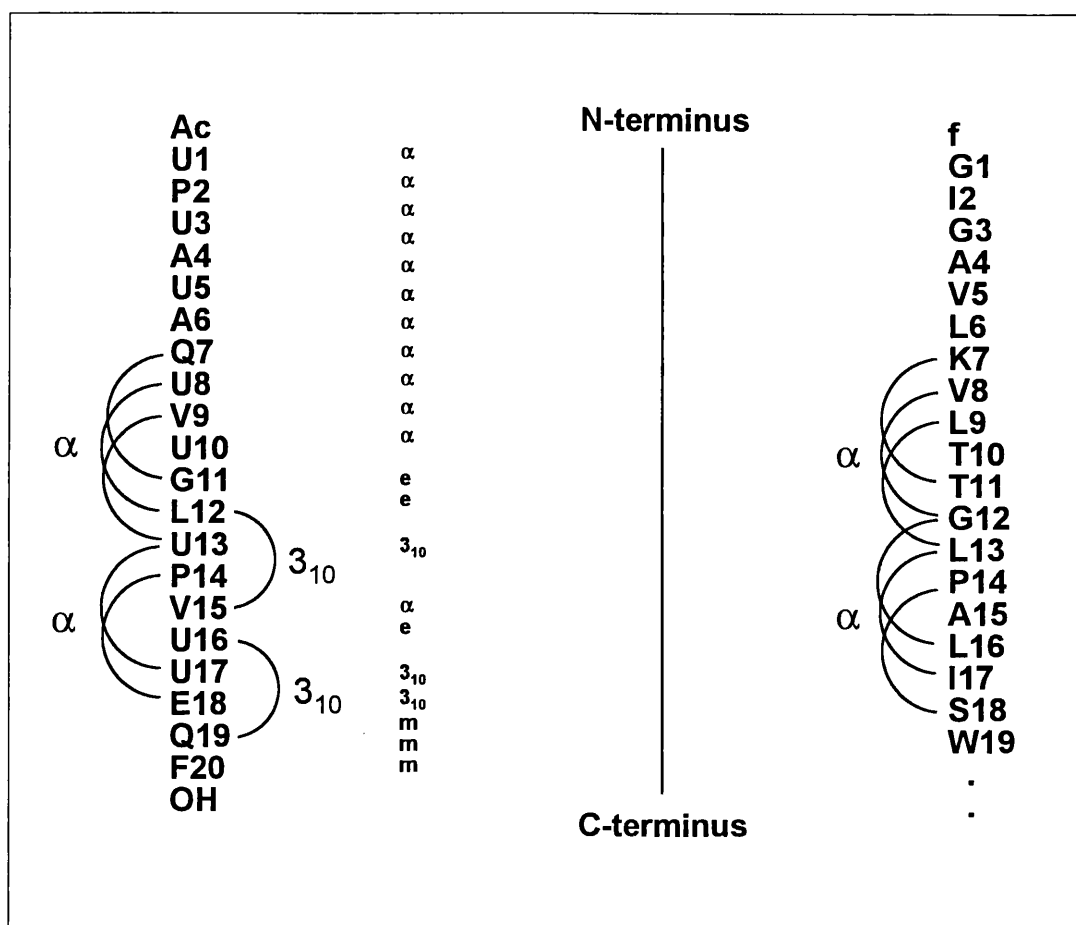 Ac
U1
P2
U3
A4
U5
A6
Q7
U8
V9
U10
G11
L12
U13
P14
V15
U16
U17
E18
Q19
F20
OH
α
α
3₁₀
3₁₀
α
α
α
α
α
α
α
α
α
α
α
e
e
3₁₀
α
e
3₁₀
3₁₀
m
m
m
N-terminus
C-terminus
f
G1
I2
G3
A4
V5
L6
K7
V8
L9
T10
T11
G12
L13
P14
A15
L16
I17
S18
W19
.
.
α
α